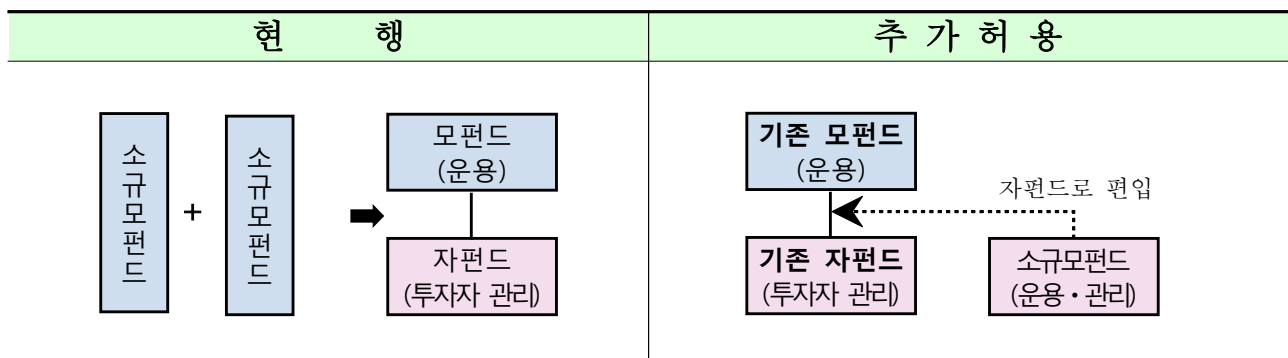 현 행
추 가 허 용
소규모펀드
+
소규모펀드
모펀드
(운용)
자펀드
(투자자 관리)
기존 모펀드
(운용)
자펀드로 편입
기존 자펀드
(투자자 관리)
소규모펀드
(운용・관리)